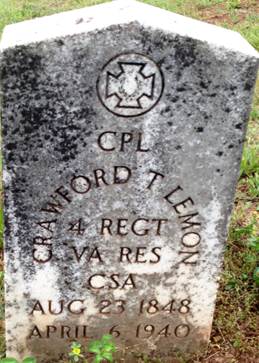 CPL
CRAWFORD T LEMON
4 REGT
VA RES
CSA
AUG 23 1848
APRIL 6 1940